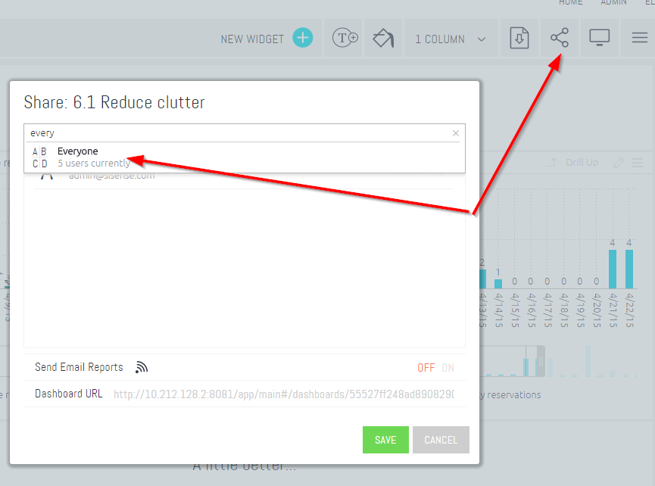 HOME ADMIN EL
NEW WIDGET
T
1 COLUMN
Share: 6.1 Reduce clutter
every
A B
C D
Everyone
5 users currently
admin@sisense.com
Drill Up
2
1
0
0
0
0
0
0
4
4
4/13/15
4/14/15
4/15/15
4/16/15
4/17/15
4/18/15
4/19/15
4/20/15
4/21/15
4/22/15
Send Email Reports
OFF ON
Dashboard URL
http://10.212.128.2:8081/app/main#/dashboards/55527ff248ad8908290
reservations
SAVE
CANCEL
A little better...